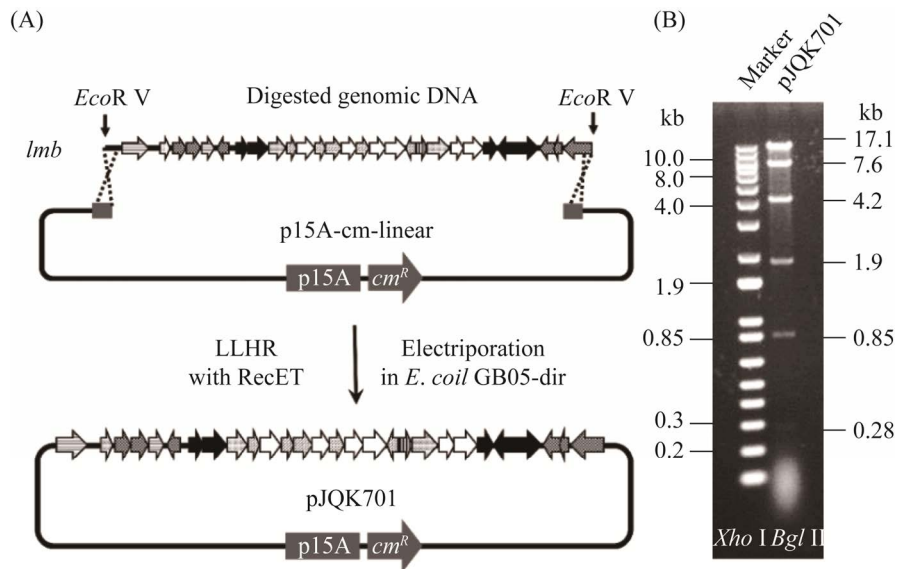 (A)
EcoR V
Digested genomic DNA
EcoR V
lmb
p15A-cm-linear
p15A
cmR
LLHR
with RecET
Electriporation
in E. coil GB05-dir
pJQK701
p15A
cmR
(B)
Marker
pJQK701
kb
kb
10.0
8.0
4.0
1.9
0.85
0.3
0.2
17.1
7.6
4.2
1.9
0.85
0.28
Xho I Bgl II